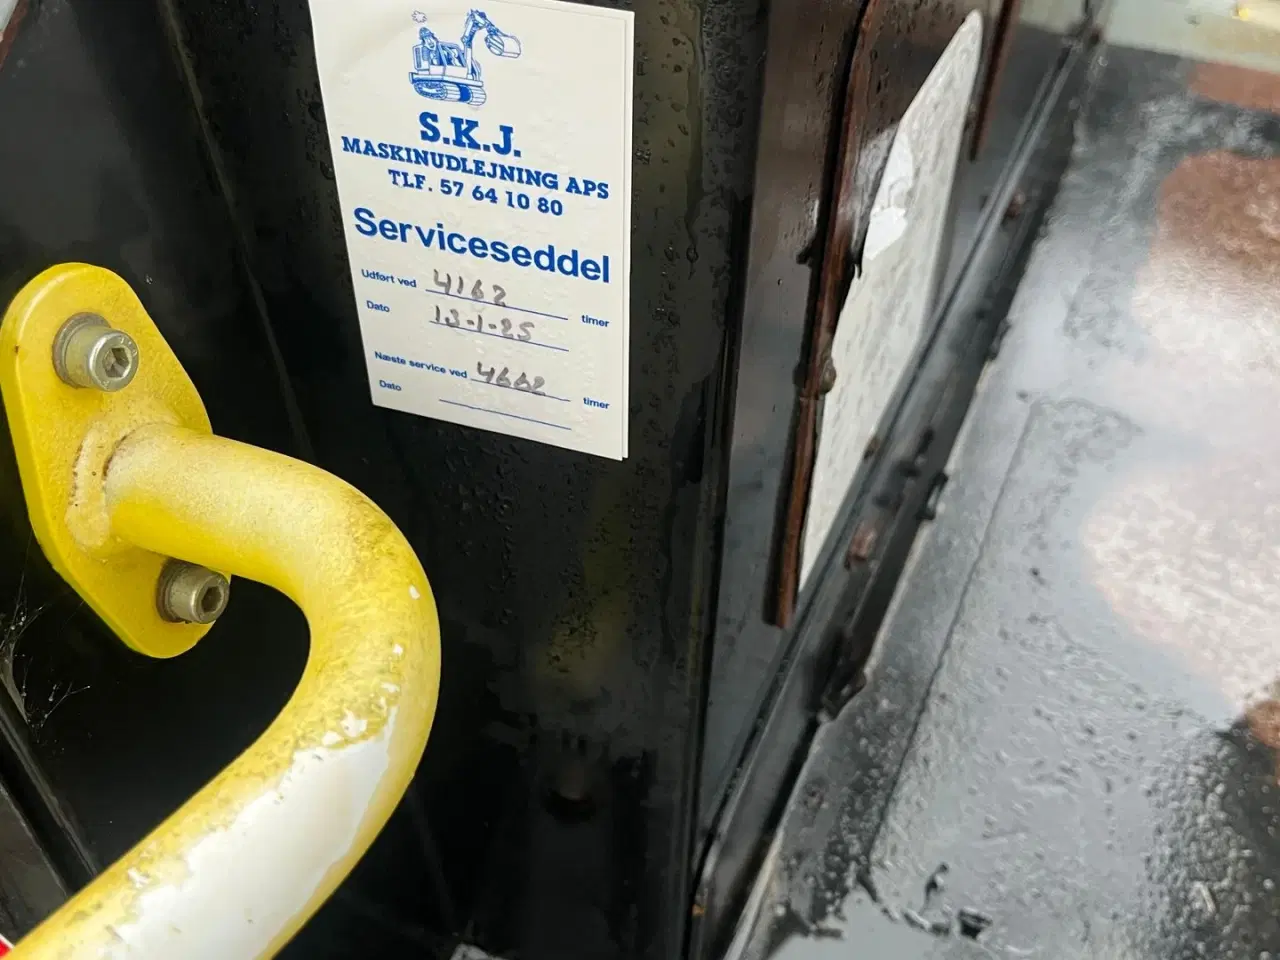 S.K.J.
MASKINUDLEJNING APS
TLF. 57 64 10 80
Serviceseddel
Udført ved 4162 timer
Dato 13-1-25
Næste service ved 4662 timer
Dato